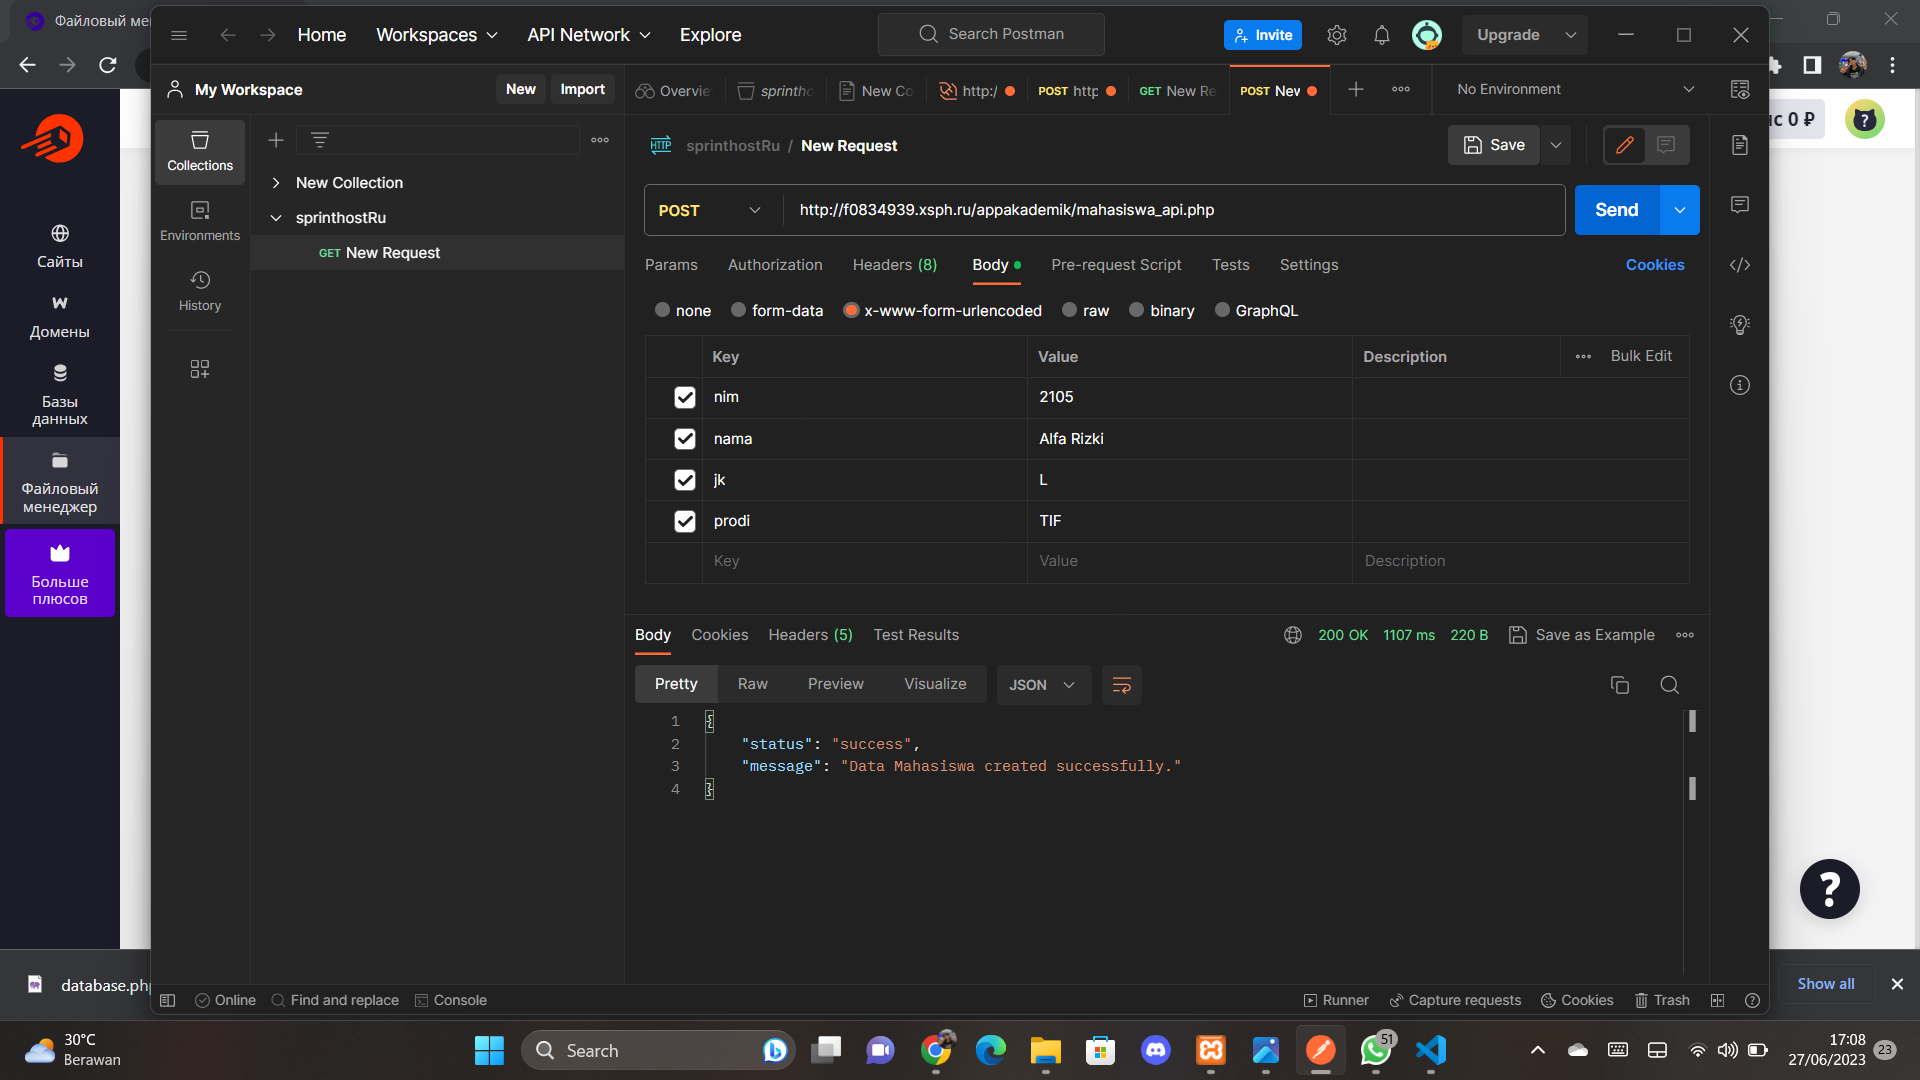 Файловый ме
Home
Workspaces
API Network
Explore
Search Postman
Invite
Upgrade
My Workspace
New
Import
Overvie
sprinthc
New Co
http:/
POST http
GET New Re
POST New
No Environment
Collections
Environments
History
New Collection
sprinthostRu
GET New Request
HTTP
sprinthostRu / New Request
Save
POST
http://f0834939.xsph.ru/appakademik/mahasiswa_api.php
Send
Params
Authorization
Headers (8)
Body
Pre-request Script
Tests
Settings
Cookies
none
form-data
x-www-form-urlencoded
raw
binary
GraphQL
Key
Value
Description
Bulk Edit
nim 2105
nama Alfa Rizki
jk L
prodi TIF
Key Value Description
Body
Cookies
Headers (5)
Test Results
200 OK
1107 ms
220 B
Save as Example
Pretty
Raw
Preview
Visualize
JSON
1 {
2 "status": "success",
3 "message": "Data Mahasiswa created successfully."
4 }
Сайты
Домены
Базы
данных
Файловый
менеджер
Больше
плюсов
с 0 ₽
?
database.ph
Show all
Online
Find and replace
Console
Runner
Capture requests
Cookies
Trash
30°C
Berawan
Search
51
17:08
27/06/2023
23